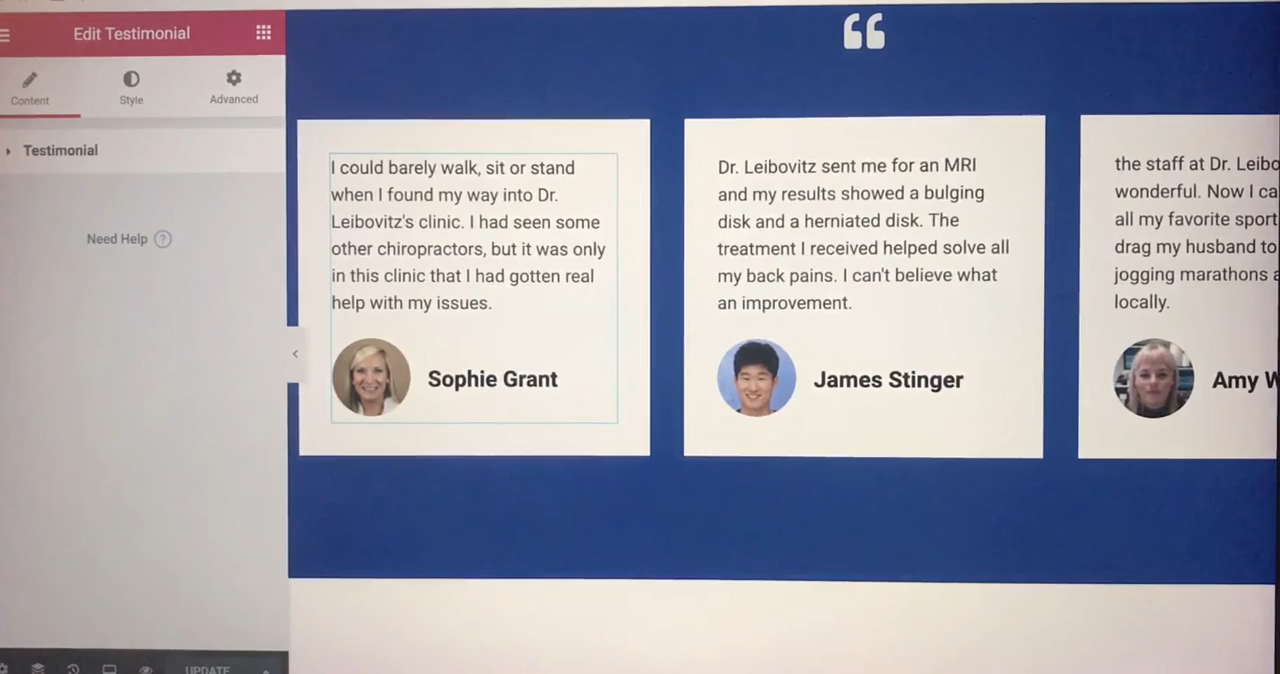 Edit Testimonial
Content
Style
Advanced
Testimonial
Need Help ?
UPDATE
“
I could barely walk, sit or stand
when I found my way into Dr.
Leibovitz's clinic. I had seen some
other chiropractors, but it was only
in this clinic that I had gotten real
help with my issues.
Sophie Grant
Dr. Leibovitz sent me for an MRI
and my results showed a bulging
disk and a herniated disk. The
treatment I received helped solve all
my back pains. I can't believe what
an improvement.
James Stinger
the staff at Dr.
wonderful. Now I
all my favorite
drag my husband to
jogging marathons
locally.
Amy